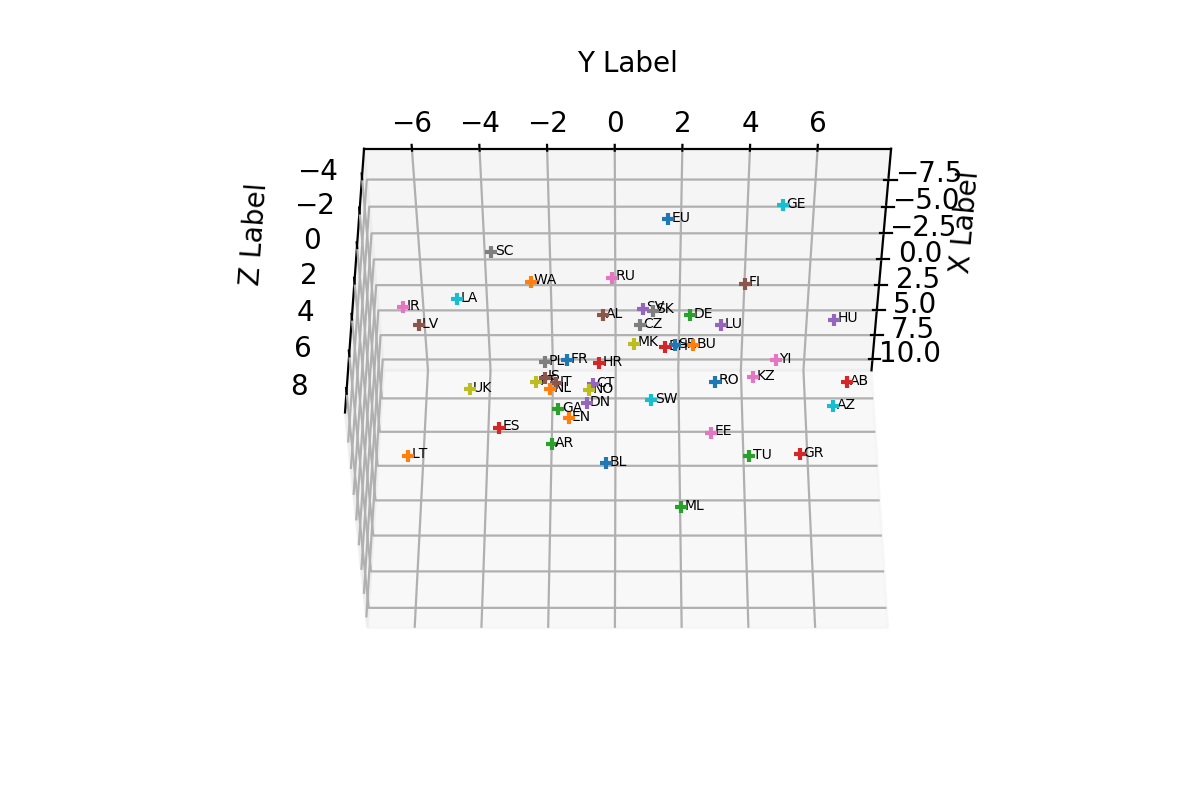 Y Label
−6 −4 −2 0 2 4 6
−4
−7.5
−2
−5.0
Z Label
X Label
0
−2.5
2
0.0
4
2.5
6
5.0
8
7.5
10.0
GE
EU
SC
RU
WA
FI
LA
IR
SK
AL
DE
HU
LV
CZ
LU
MK
BU
PL
FR
HR
YI
IS
KZ
RO
AB
UK
NL
CT
NO
SW
DN
AZ
GA
EN
ES
EE
AR
LT
TU
GR
BL
ML